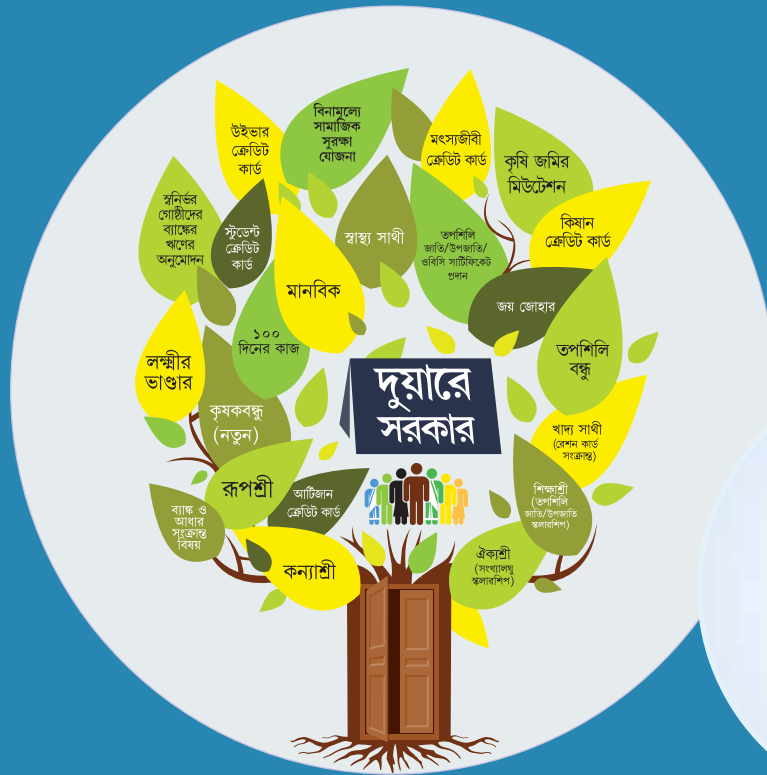 উইভার
ক্রেডিট
কার্ড
বিনামূল্যে
সামাজিক
সুরক্ষা
যোজনা
মৎস্যজীবী
ক্রেডিট কার্ড
কৃষি জমির
মিউটেশন
স্বনির্ভর
গোষ্ঠীদের
ব্যাঙ্কের
ঋণের
অনুমোদন
স্টুডেন্ট
ক্রেডিট
কার্ড
স্বাস্থ্য সাথী
তপশিলি
জাতি/উপজাতি/
ওবিসি সার্টিফিকেট
প্রদান
কিষান
ক্রেডিট কার্ড
মানবিক
জয় জোহার
১০০
দিনের কাজ
তপশিলি
বন্ধু
লক্ষ্মীর
ভাণ্ডার
দুয়ারে
সরকার
কৃষকবন্ধু
(নতুন)
খাদ্য সাথী
(রেশন কার্ড
সংক্রান্ত)
রূপশ্রী
আর্টিজান
ক্রেডিট কার্ড
শিক্ষাশ্রী
(তপশিলি
জাতি/উপজাতি
স্কলারশিপ)
ব্যাঙ্ক ও
আধার
সংক্রান্ত
বিষয়
কন্যাশ্রী
ঐক্যশ্রী
(সংখ্যালঘু
স্কলারশিপ)